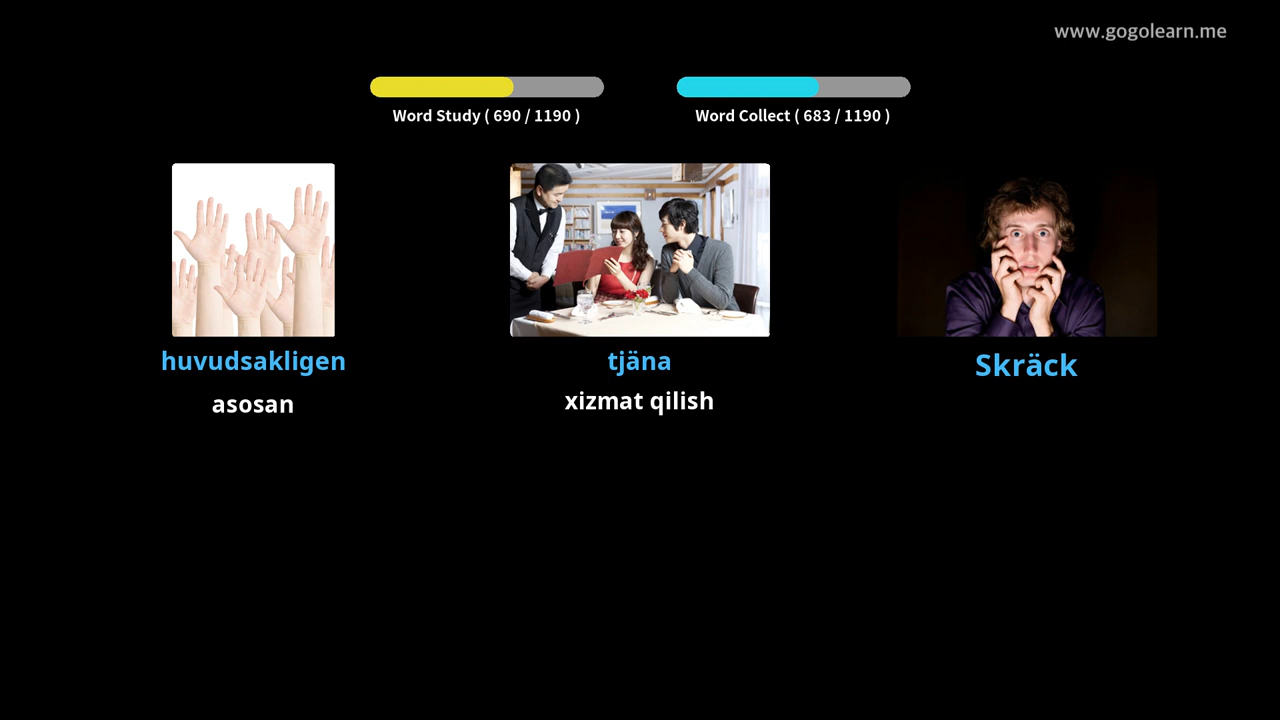 www.gogolearn.me
Word Study ( 690 / 1190 )
Word Collect ( 683 / 1190 )
huvudsakligen
tjäna
Skräck
asosan
xizmat qilish